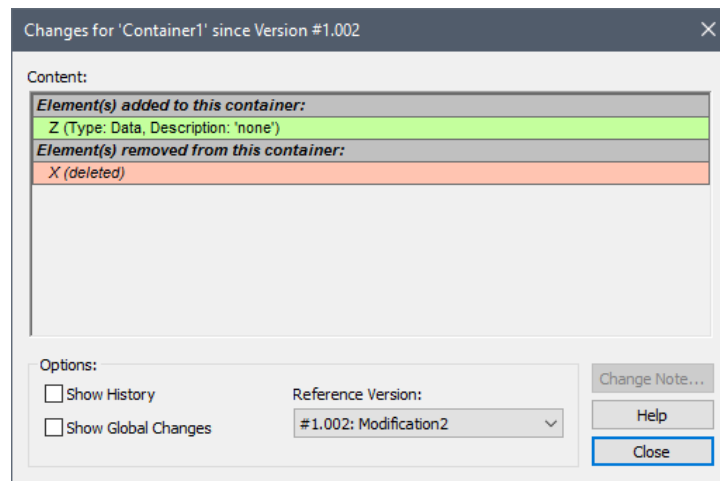 Changes for 'Container1' since Version #1.002
Content:
Element(s) added to this container:
Z (Type: Data, Description: 'none')
Element(s) removed from this container:
X (deleted)
Options:
Show History
Show Global Changes
Reference Version:
#1.002: Modification2
Change Note...
Help
Close